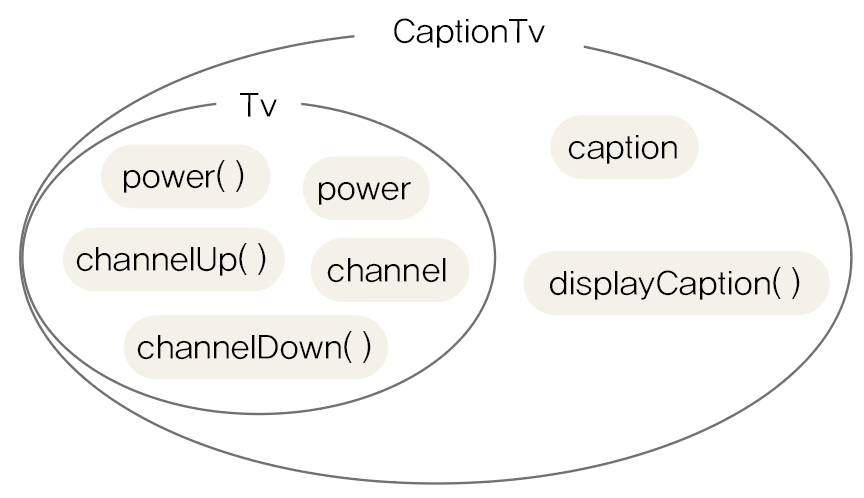 CaptionTv
Tv
power( )
power
channelUp( )
channel
channelDown( )
caption
displayCaption( )